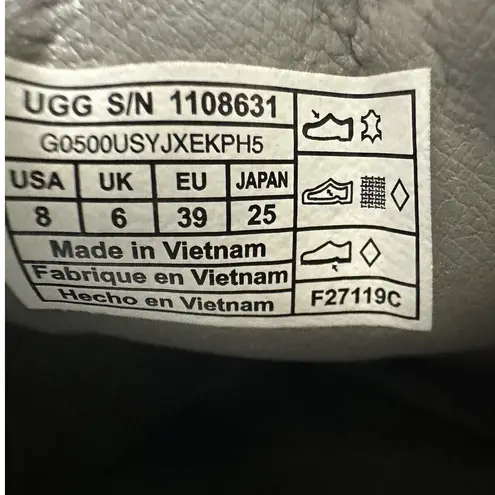 UGG S/N 1108631
G0500USYJXEKPH5
USA UK EU JAPAN
8 6 39 25
Made in Vietnam
Fabrique en Vietnam
Hecho en Vietnam
F27119C